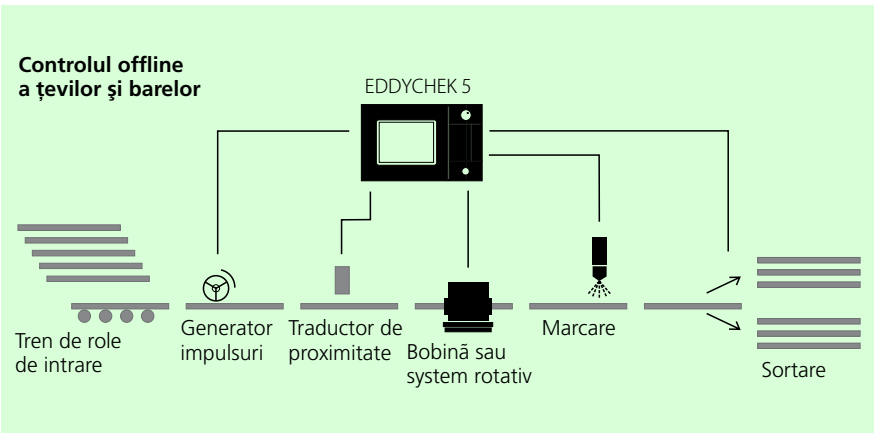 Controlul offline
a țevilor şi barelor
EDDYCHEK 5
Tren de role
de intrare
Generator
impulsuri
Traductor de
proximitate
Bobinã sau
system rotativ
Marcare
Sortare